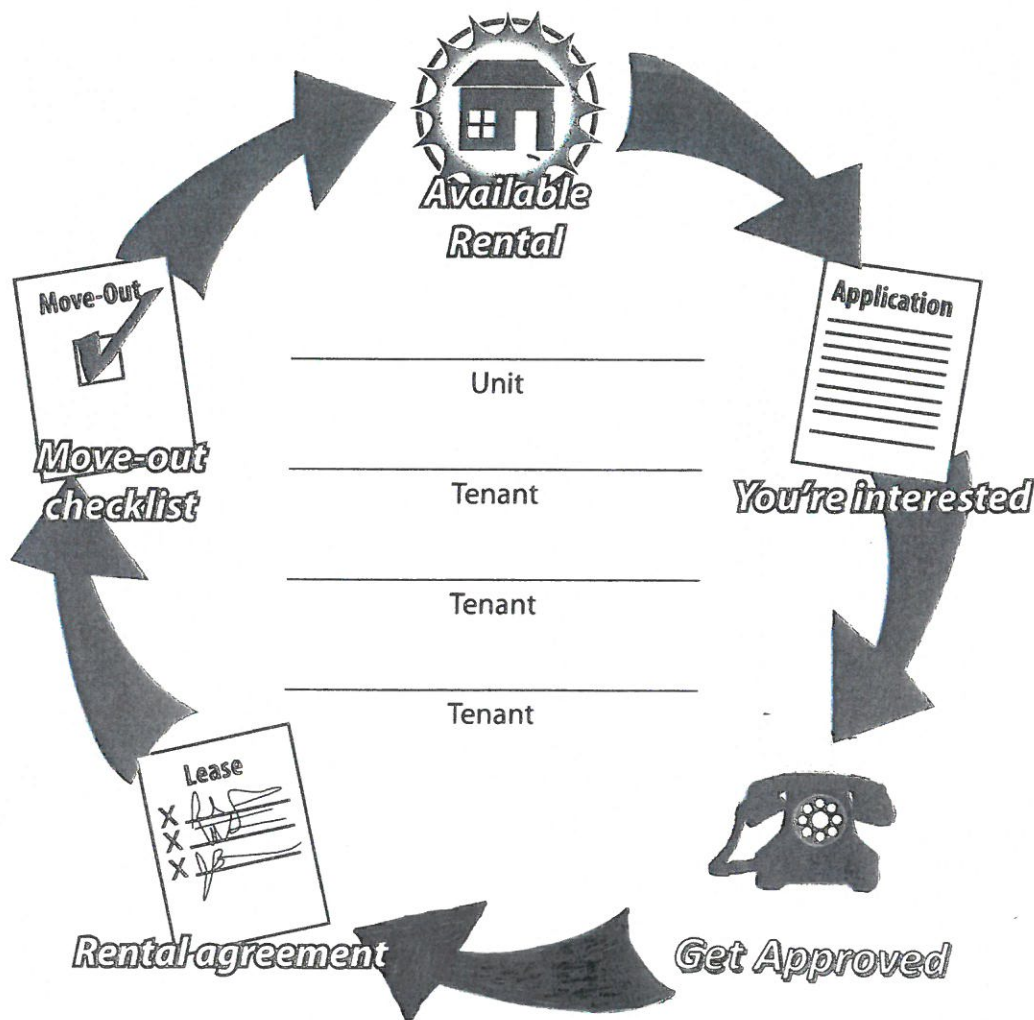 Available
Rental
Application
You're interested
Get Approved
Lease
X
X
X
Rental agreement
Move-Out
Move-out
checklist
Unit
Tenant
Tenant
Tenant